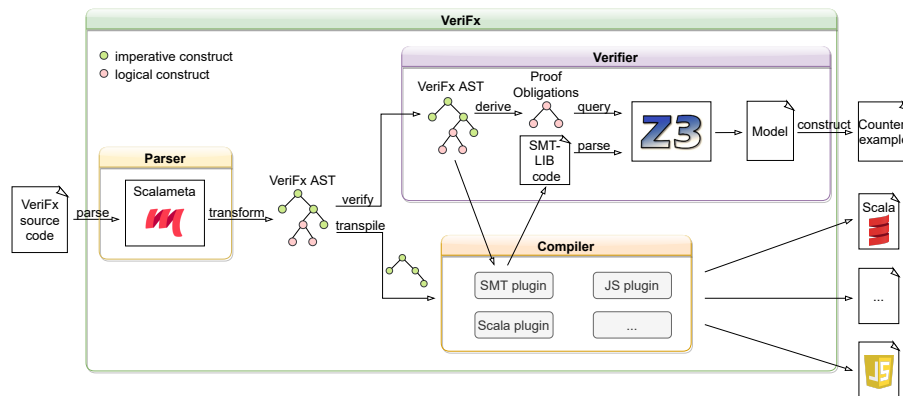 VeriFx
imperative construct
logical construct
Verifier
VeriFx AST
derive
Proof
Obligations
query
Z3
Model
construct
Counter
example
SMT-
LIB
code
parse
Parser
Scalameta
VeriFx
source
code
parse
transform
VeriFx AST
verify
transpile
Compiler
SMT plugin
JS plugin
Scala plugin
...
Scala
...
JS